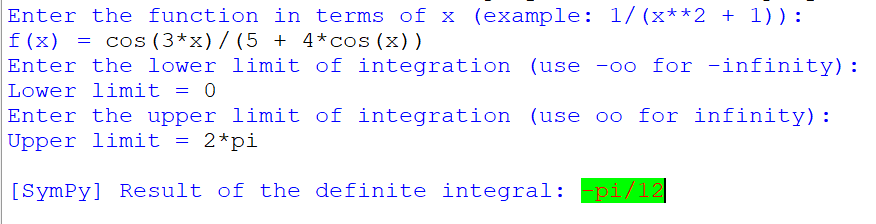 Enter the function in terms of x (example: 1/(x**2 + 1)):
f(x) = cos(3*x)/(5 + 4*cos(x))
Enter the lower limit of integration (use -oo for -infinity):
Lower limit = 0
Enter the upper limit of integration (use oo for infinity):
Upper limit = 2*pi
[SymPy] Result of the definite integral: -pi/12